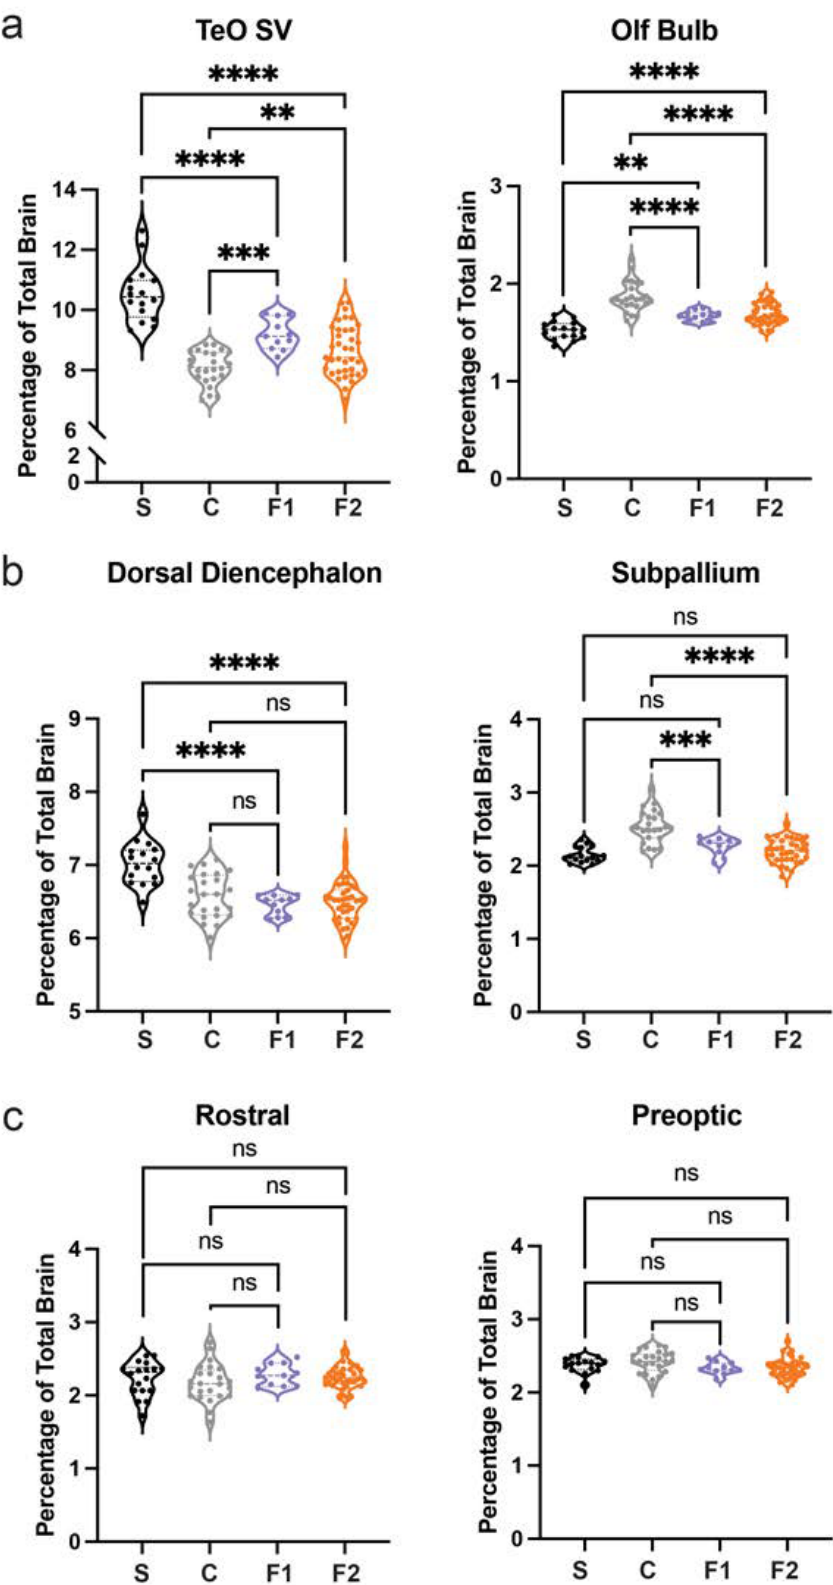 a
TeO SV
Olf Bulb
****
**
****
***
Percentage of Total Brain
14
12
10
8
6
2
0
S C F1 F2
****
****
**
****
Percentage of Total Brain
3
2
1
0
S C F1 F2
b
Dorsal Diencephalon
Subpallium
****
ns
****
ns
Percentage of Total Brain
9
8
7
6
5
S C F1 F2
ns
****
ns
***
Percentage of Total Brain
4
3
2
1
0
S C F1 F2
c
Rostral
Preoptic
ns
ns
ns
ns
Percentage of Total Brain
4
3
2
1
0
S C F1 F2
ns
ns
ns
ns
Percentage of Total Brain
4
3
2
1
0
S C F1 F2